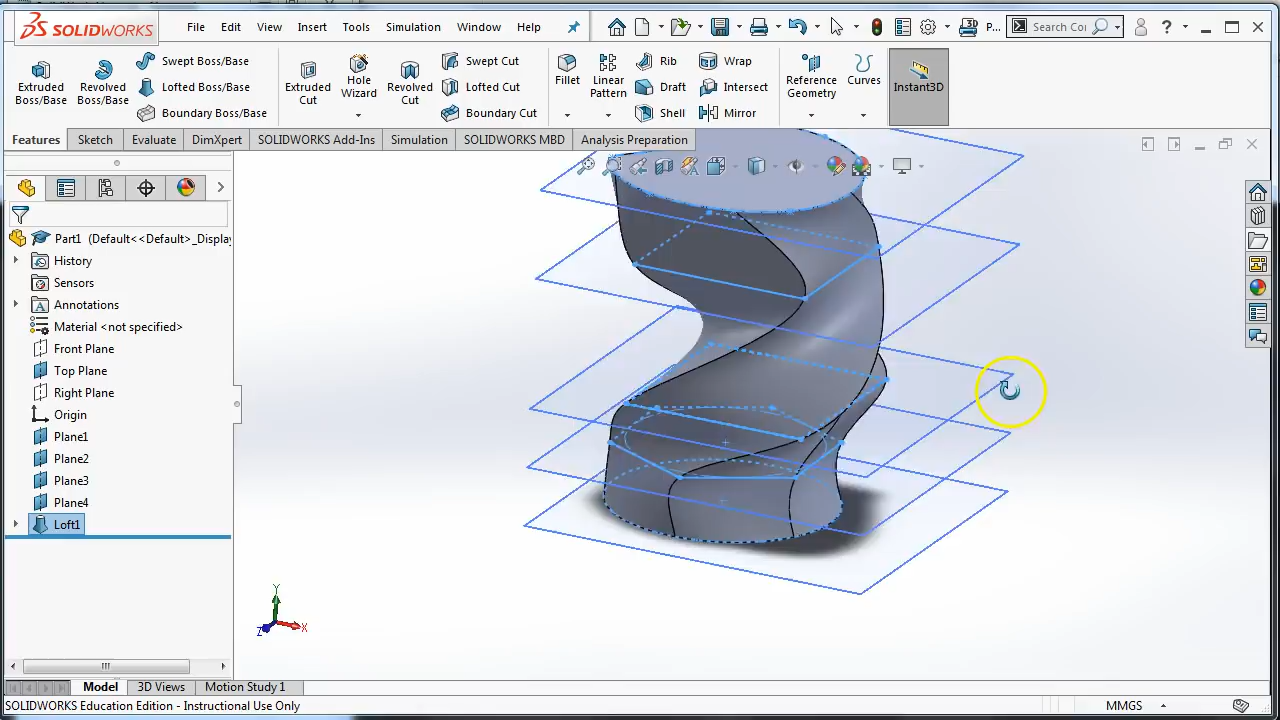 SOLIDWORKS
File Edit View Insert Tools Simulation Window Help
P...
Search Co
?
Extruded Boss/Base
Revolved Boss/Base
Swept Boss/Base
Lofted Boss/Base
Boundary Boss/Base
Extruded Cut
Hole Wizard
Revolved Cut
Swept Cut
Lofted Cut
Boundary Cut
Fillet
Linear Pattern
Rib
Draft
Shell
Wrap
Intersect
Mirror
Reference Geometry
Curves
Instant3D
Features Sketch Evaluate DimXpert SOLIDWORKS Add-Ins Simulation SOLIDWORKS MBD Analysis Preparation
Part1 (Default<<Default>_Display
History
Sensors
Annotations
Material <not specified>
Front Plane
Top Plane
Right Plane
Origin
Plane1
Plane2
Plane3
Plane4
Loft1
Y
Z
X
Model 3D Views Motion Study 1
SOLIDWORKS Education Edition - Instructional Use Only
MMGS